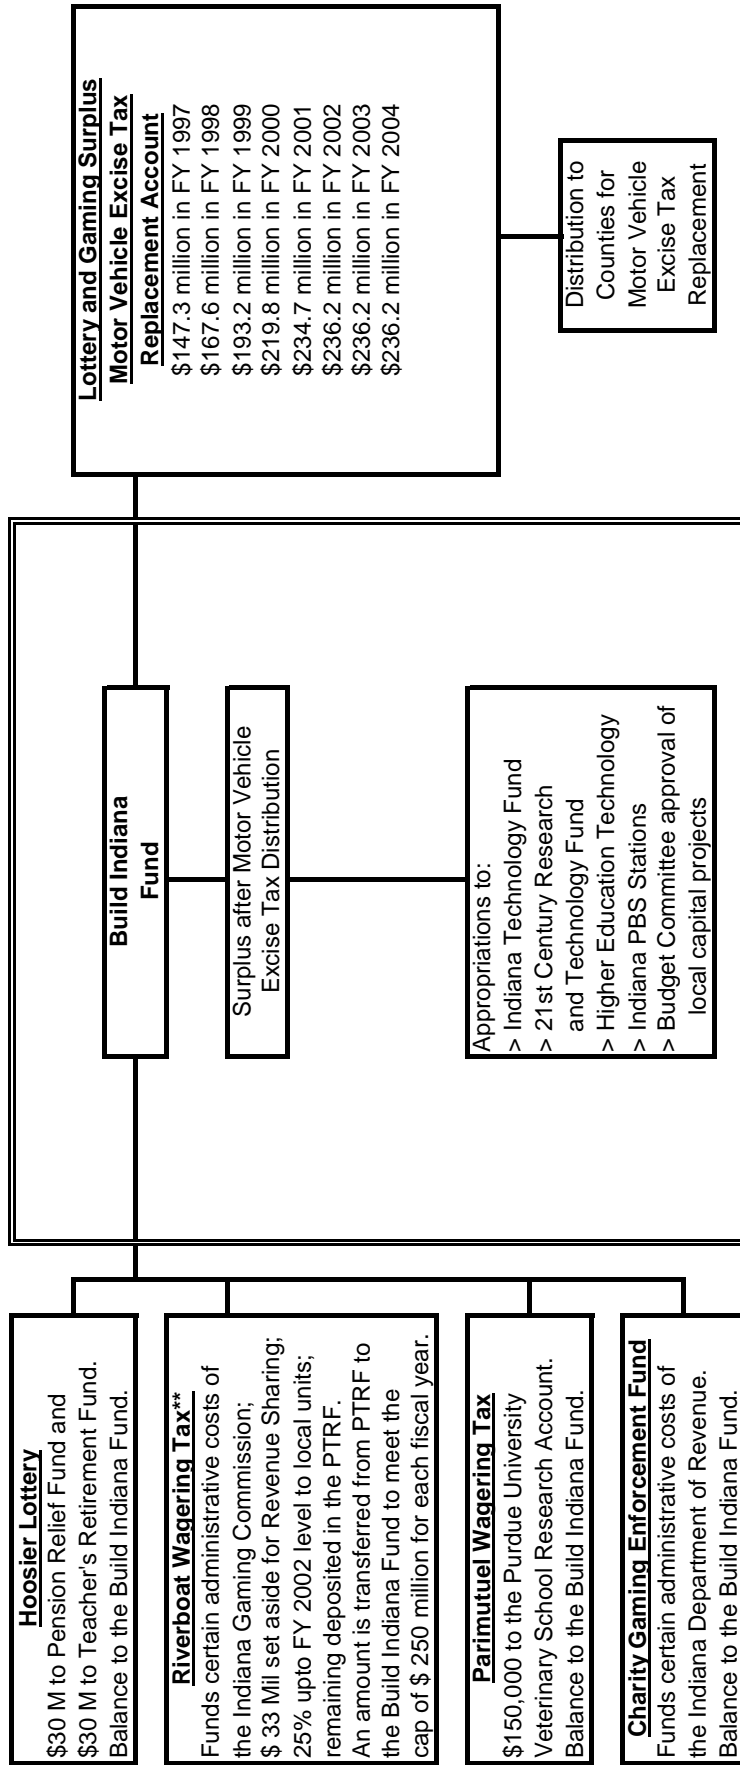 Hoosier Lottery
$30 M to Pension Relief Fund and
$30 M to Teacher's Retirement Fund.
Balance to the Build Indiana Fund.
Riverboat Wagering Tax**
Funds certain administrative costs of
the Indiana Gaming Commission;
$ 33 Mil set aside for Revenue Sharing;
25% upto FY 2002 level to local units;
remaining deposited in the PTRF.
An amount is transferred from PTRF to
the Build Indiana Fund to meet the
cap of $ 250 million for each fiscal year.
Parimutuel Wagering Tax
$150,000 to the Purdue University
Veterinary School Research Account.
Balance to the Build Indiana Fund.
Charity Gaming Enforcement Fund
Funds certain administrative costs of
the Indiana Department of Revenue.
Balance to the Build Indiana Fund.
Build Indiana
Fund
Surplus after Motor Vehicle
Excise Tax Distribution
Appropriations to:
> Indiana Technology Fund
> 21st Century Research
and Technology Fund
> Higher Education Technology
> Indiana PBS Stations
> Budget Committee approval of
local capital projects
Lottery and Gaming Surplus
Motor Vehicle Excise Tax
Replacement Account
$147.3 million in FY 1997
$167.6 million in FY 1998
$193.2 million in FY 1999
$219.8 million in FY 2000
$234.7 million in FY 2001
$236.2 million in FY 2002
$236.2 million in FY 2003
$236.2 million in FY 2004
Distribution to
Counties for
Motor Vehicle
Excise Tax
Replacement